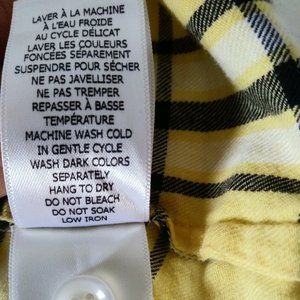 LAVER À LA MACHINE
À L'EAU FROIDE
AU CYCLE DÉLICAT
LAVER LES COULEURS
FONCÉES SÉPAREMENT
SUSPENDRE POUR SÉCHER
NE PAS JAVELLISER
NE PAS TREMPER
REPASSER À BASSE
TEMPÉRATURE
MACHINE WASH COLD
IN GENTLE CYCLE
WASH DARK COLORS
SEPARATELY
HANG TO DRY
DO NOT BLEACH
DO NOT SOAK
LOW IRON